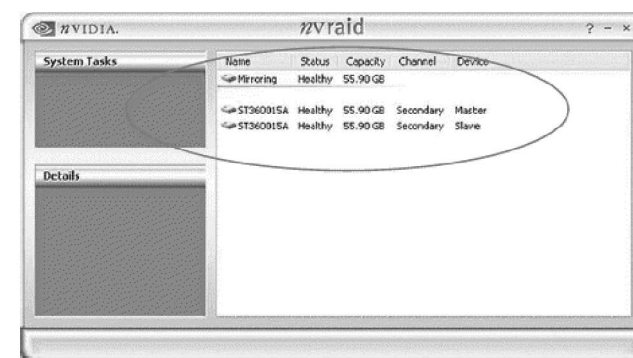 NVIDIA. nvraid ? - ×
System Tasks
Name Status Capacity Channel Device
Mirroring Healthy 55.90 GB
ST360015A Healthy 55.90 GB Secondary Master
ST360015A Healthy 55.90 GB Secondary Slave
Details